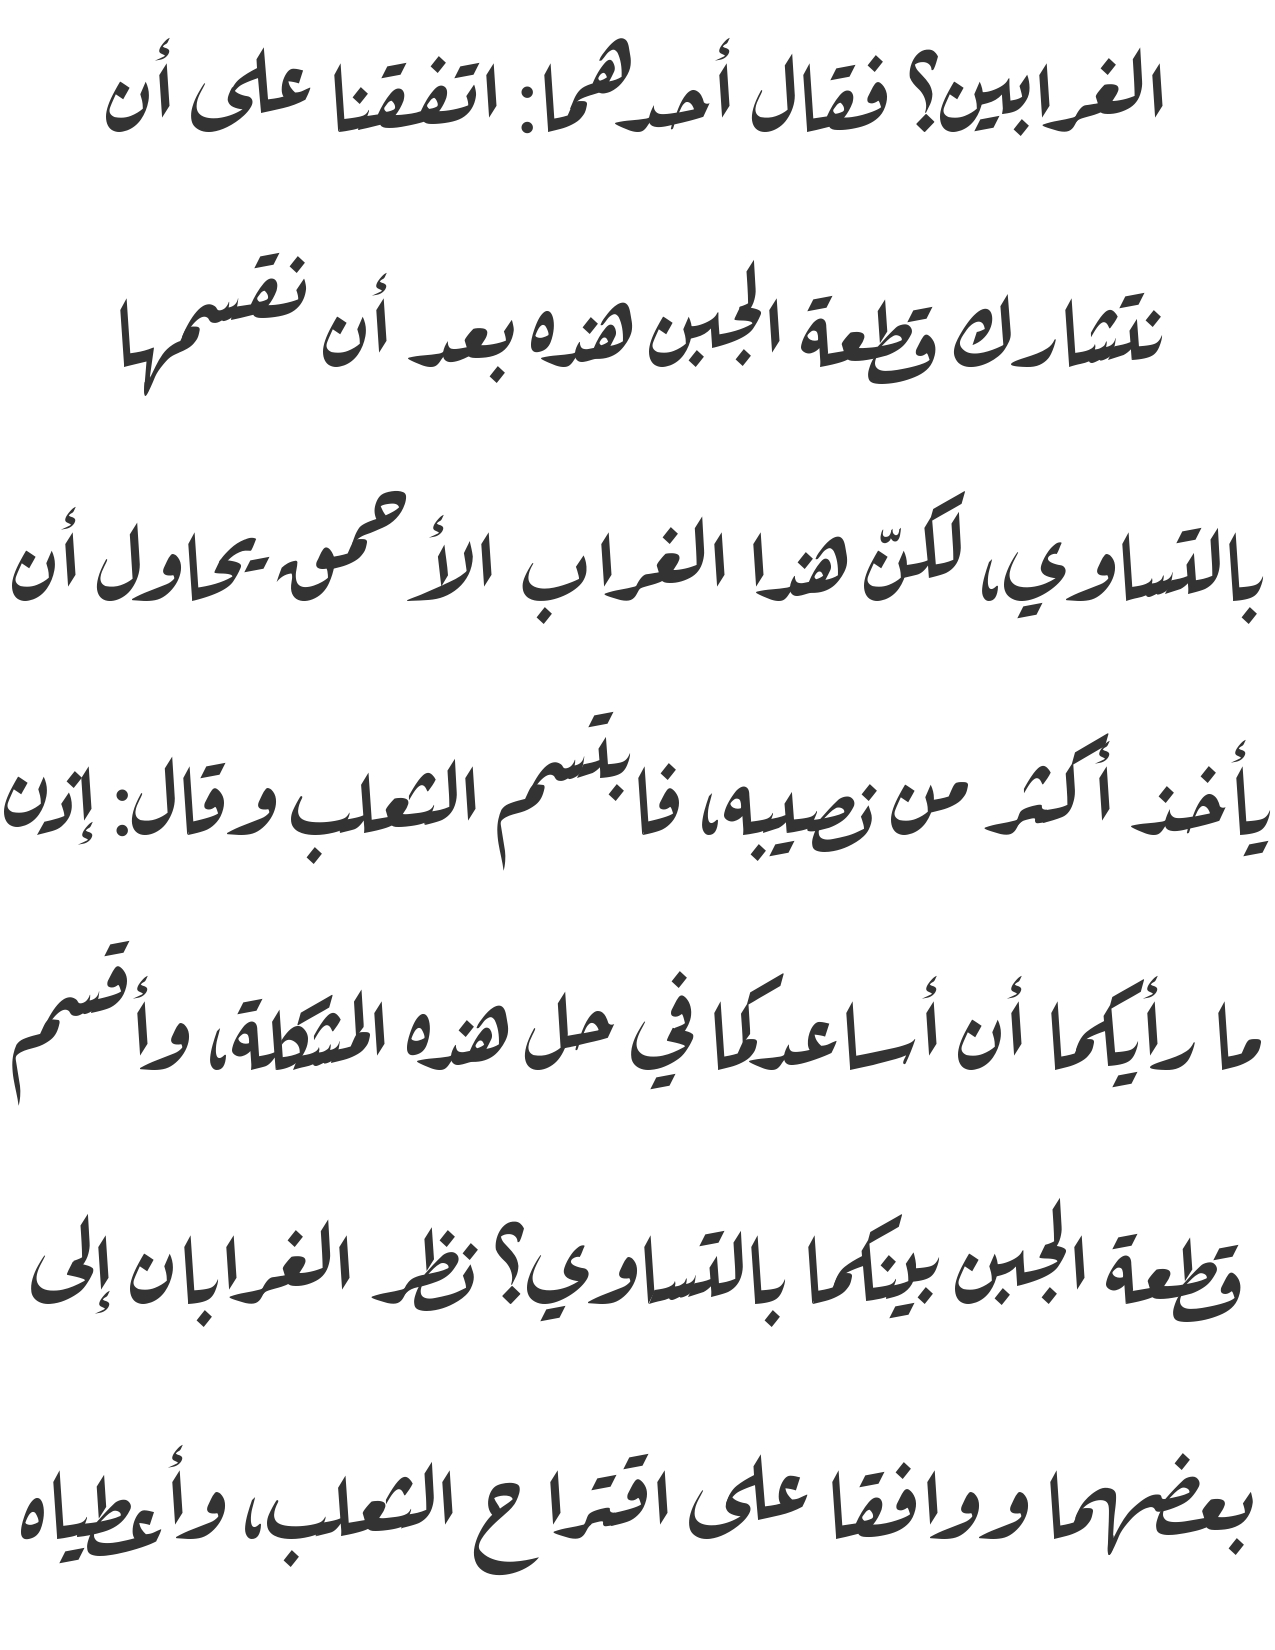 الغرابين؟ فقال أحدهما: اتفقنا على أن
نتشارك قطعة الجبن هذه بعد أن نقسمها
بالتساوي، لكنّ هذا الغراب الأحمق يحاول أن
يأخذ أكثر من نصيبه، فابتسم الثعلب وقال: إذن
ما رأيكما أن أساعدكما في حل هذه المشكلة، وأقسم
قطعة الجبن بينكما بالتساوي؟ نظر الغرابان إلى
بعضهما ووافقا على اقتراح الثعلب، وأعطياه